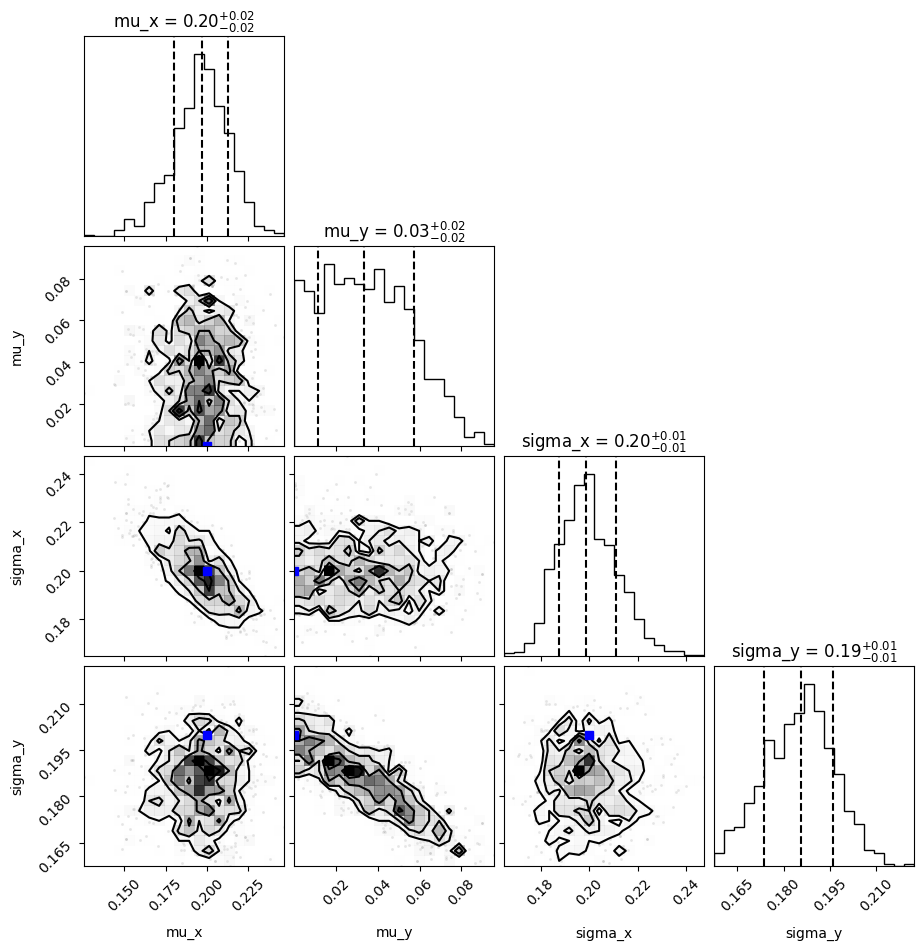 mu_x = 0.20+0.02−0.02
mu_y = 0.03+0.02−0.02
mu_y
0.08
0.06
0.04
0.02
sigma_x = 0.20+0.01−0.01
sigma_x
0.24
0.22
0.20
0.18
sigma_y = 0.19+0.01−0.01
sigma_y
0.210
0.195
0.180
0.165
0.150 0.175 0.200 0.225
0.02 0.04 0.06 0.08
0.18 0.20 0.22 0.24
0.165 0.180 0.195 0.210
mu_x mu_y sigma_x sigma_y